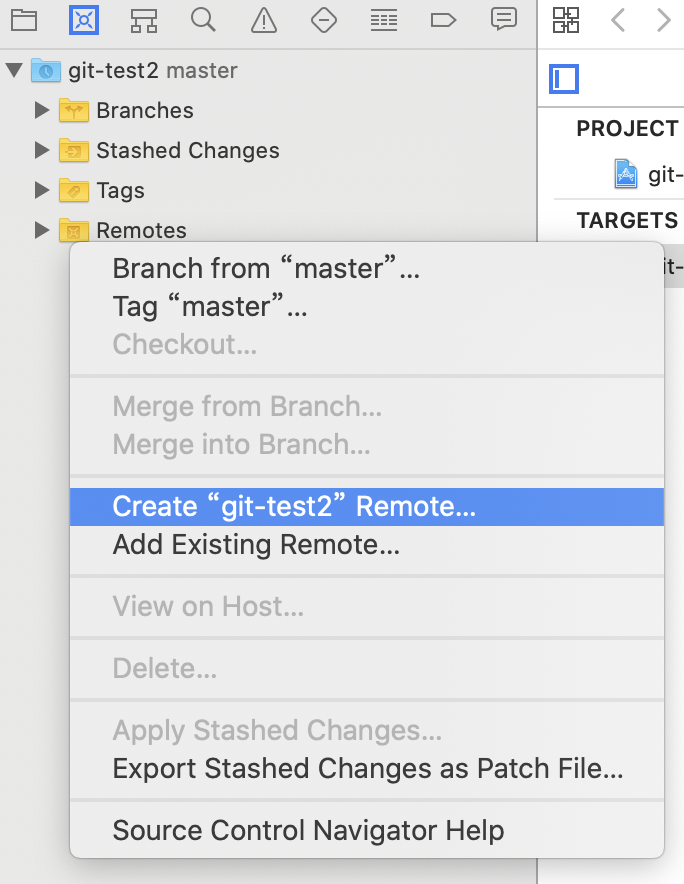 git-test2 master
Branches
Stashed Changes
Tags
Remotes
PROJECT
git-
TARGETS
it-
Branch from “master”...
Tag “master”...
Checkout...
Merge from Branch...
Merge into Branch...
Create “git-test2” Remote...
Add Existing Remote...
View on Host...
Delete...
Apply Stashed Changes...
Export Stashed Changes as Patch File...
Source Control Navigator Help